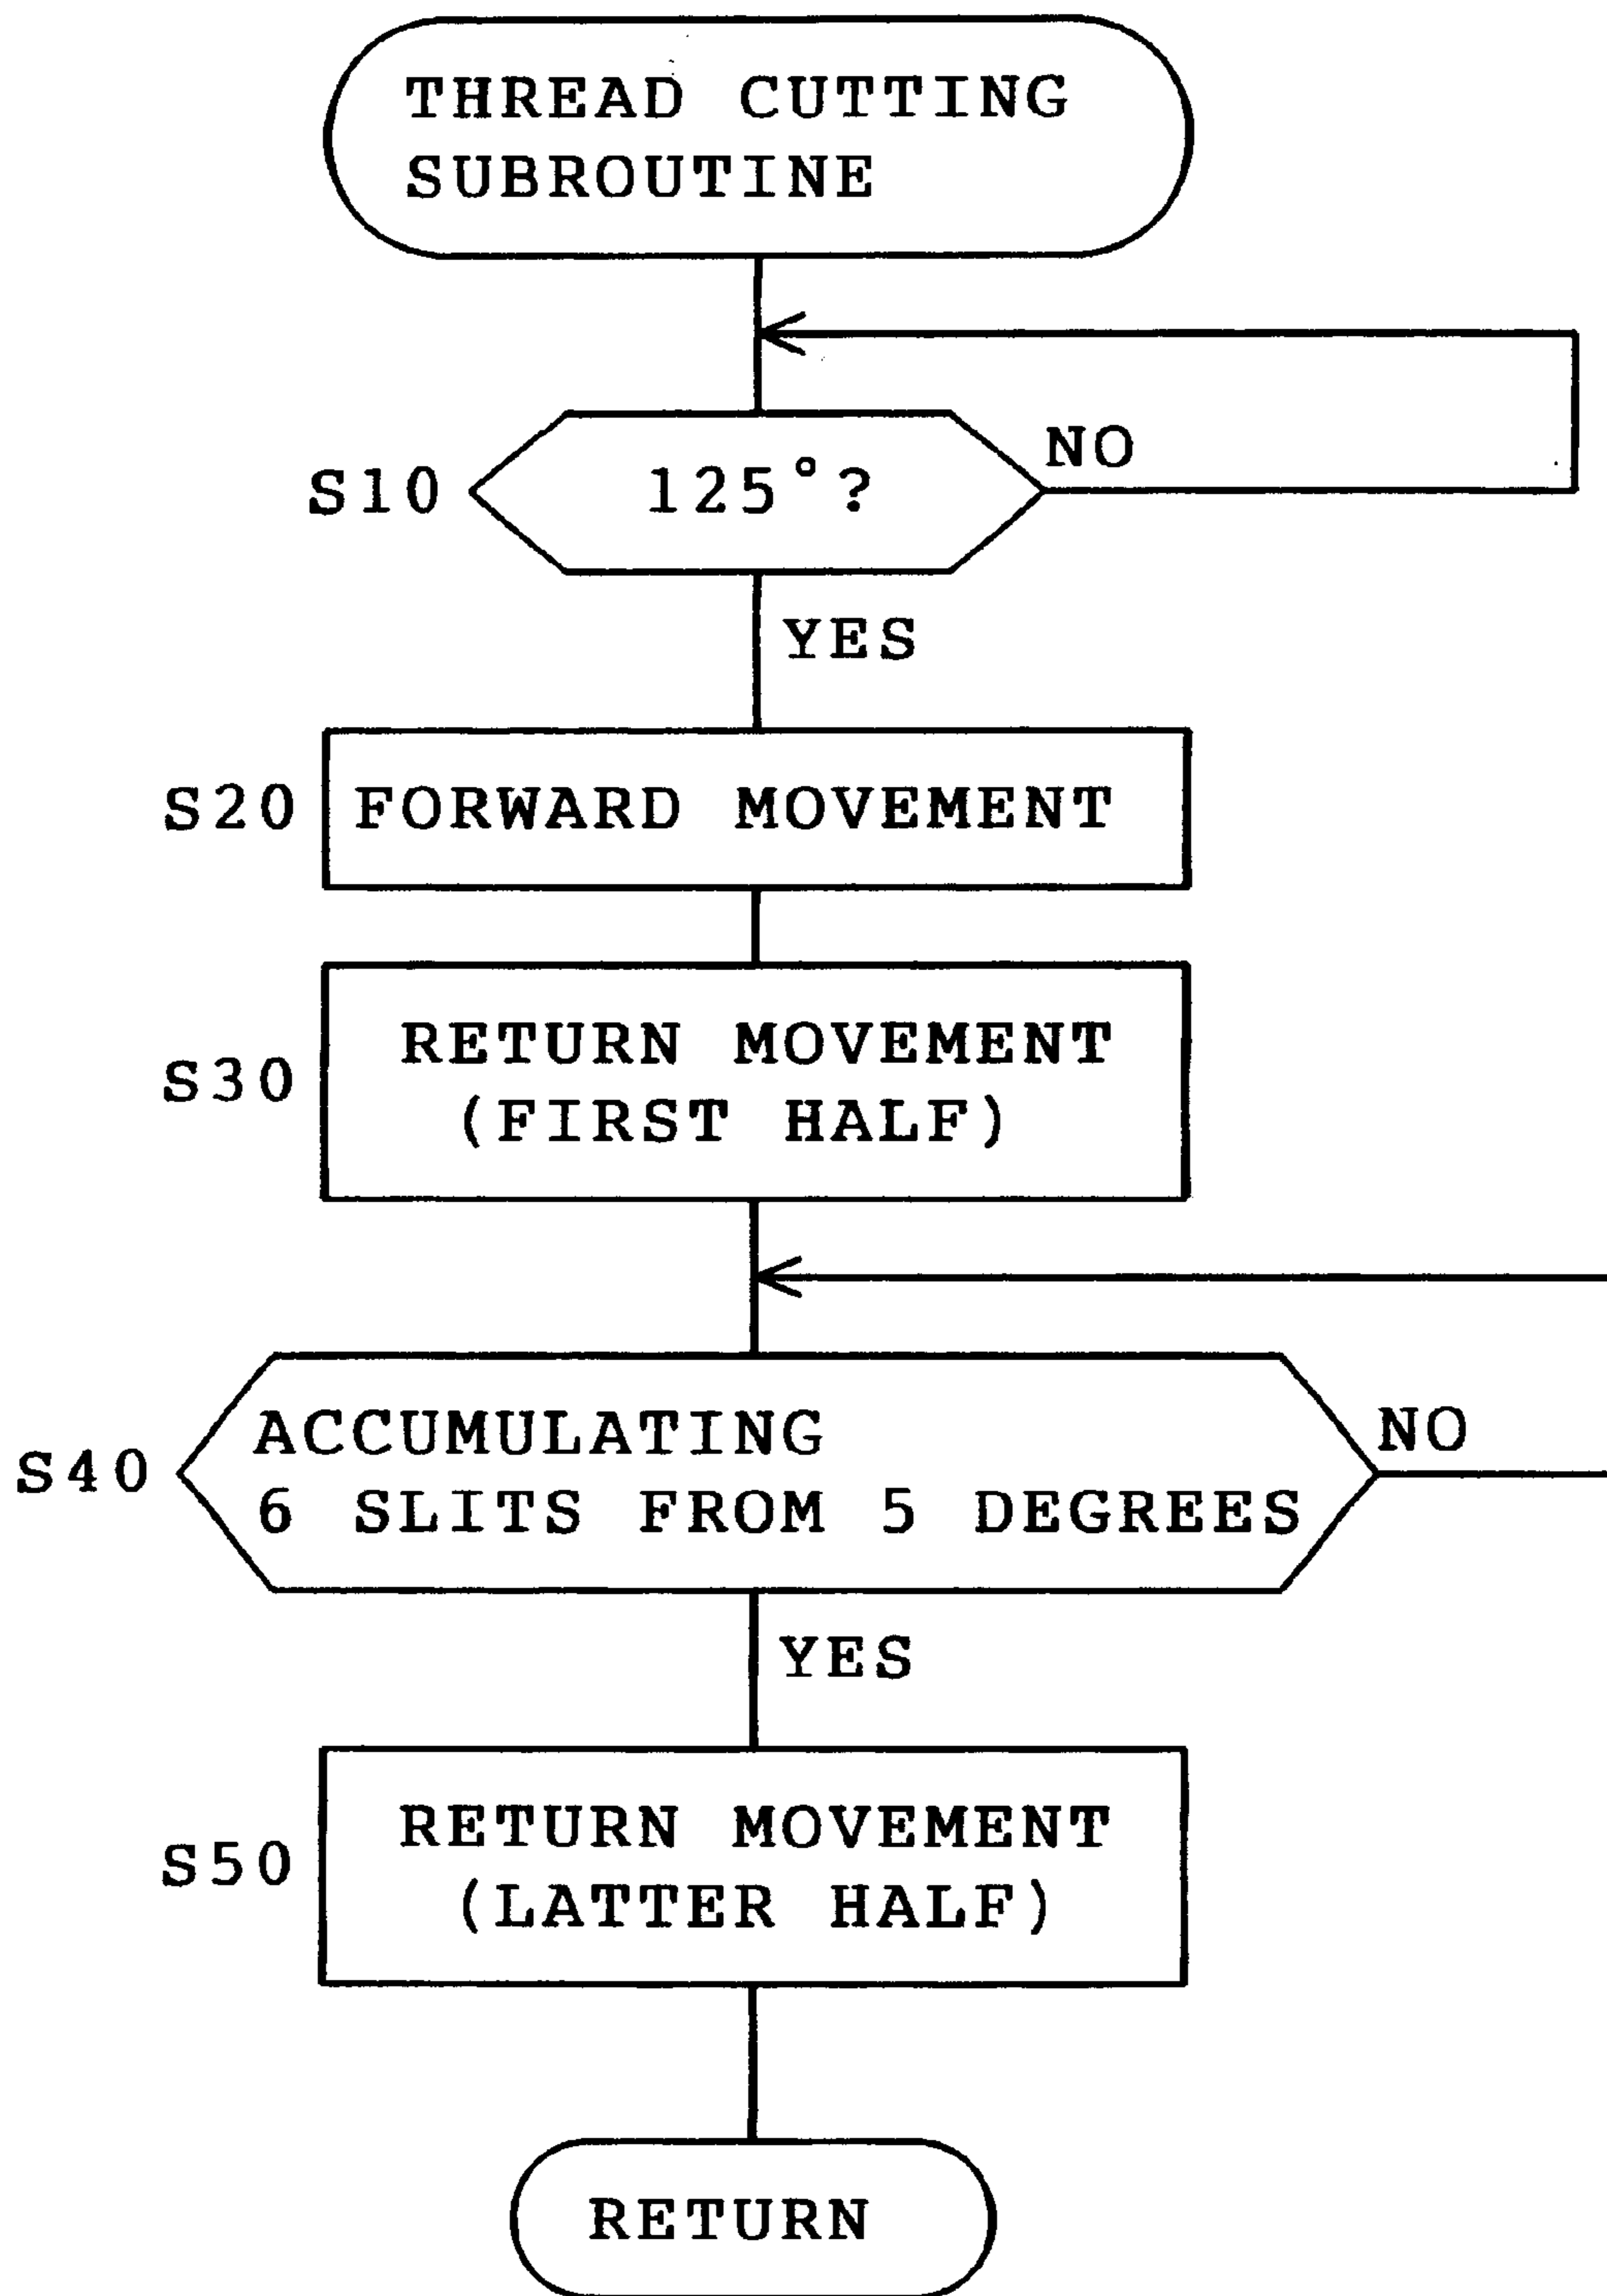 THREAD CUTTING
SUBROUTINE
S10
125°?
NO
YES
S20
FORWARD MOVEMENT
S30
RETURN MOVEMENT
(FIRST HALF)
S40
ACCUMULATING
6 SLITS FROM 5 DEGREES
NO
YES
S50
RETURN MOVEMENT
(LATTER HALF)
RETURN